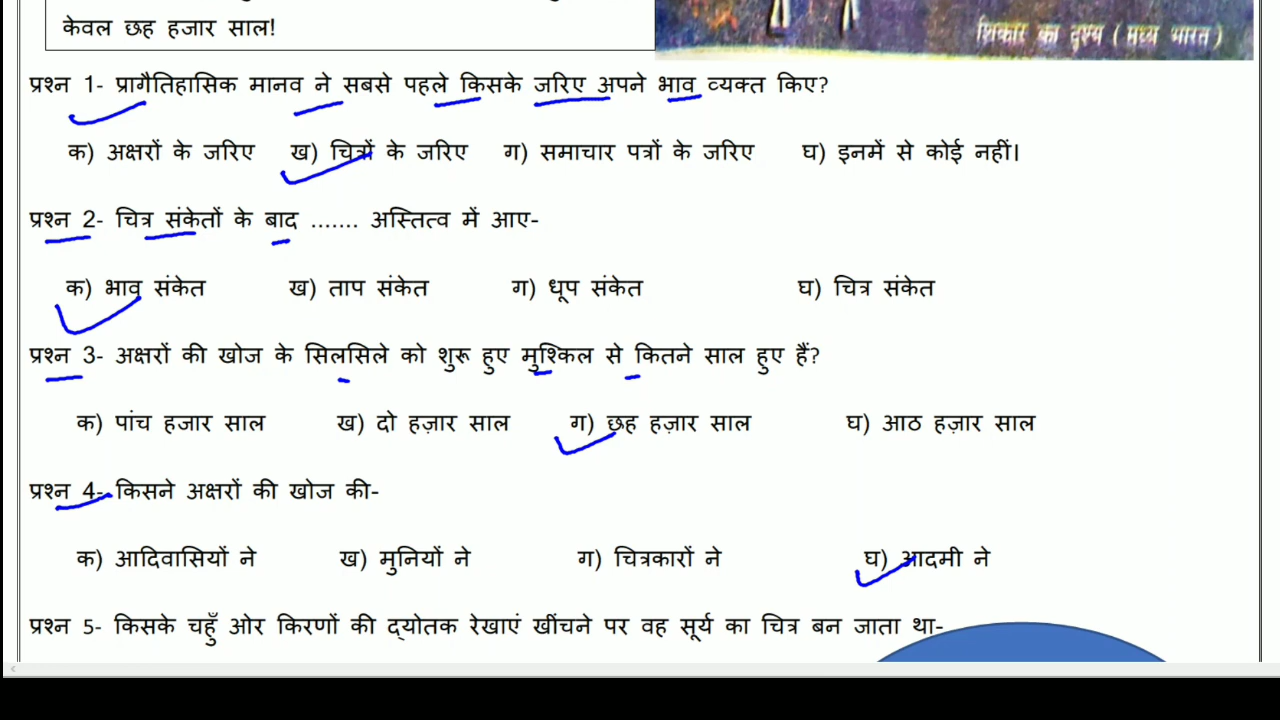 केवल छह हजार साल!
शिकार का दृश्य ( मध्य भारत )
प्रश्न 1- प्रागैतिहासिक मानव ने सबसे पहले किसके जरिए अपने भाव व्यक्त किए?
क) अक्षरों के जरिए ख) चित्रों के जरिए ग) समाचार पत्रों के जरिए घ) इनमें से कोई नहीं।
प्रश्न 2- चित्र संकेतों के बाद ....... अस्तित्व में आए-
क) भाव संकेत ख) ताप संकेत ग) धूप संकेत घ) चित्र संकेत
प्रश्न 3- अक्षरों की खोज के सिलसिले को शुरू हुए मुश्किल से कितने साल हुए हैं?
क) पांच हजार साल ख) दो हज़ार साल ग) छह हज़ार साल घ) आठ हज़ार साल
प्रश्न 4- किसने अक्षरों की खोज की-
क) आदिवासियों ने ख) मुनियों ने ग) चित्रकारों ने घ) आदमी ने
प्रश्न 5- किसके चहुँ ओर किरणों की द्योतक रेखाएं खींचने पर वह सूर्य का चित्र बन जाता था-